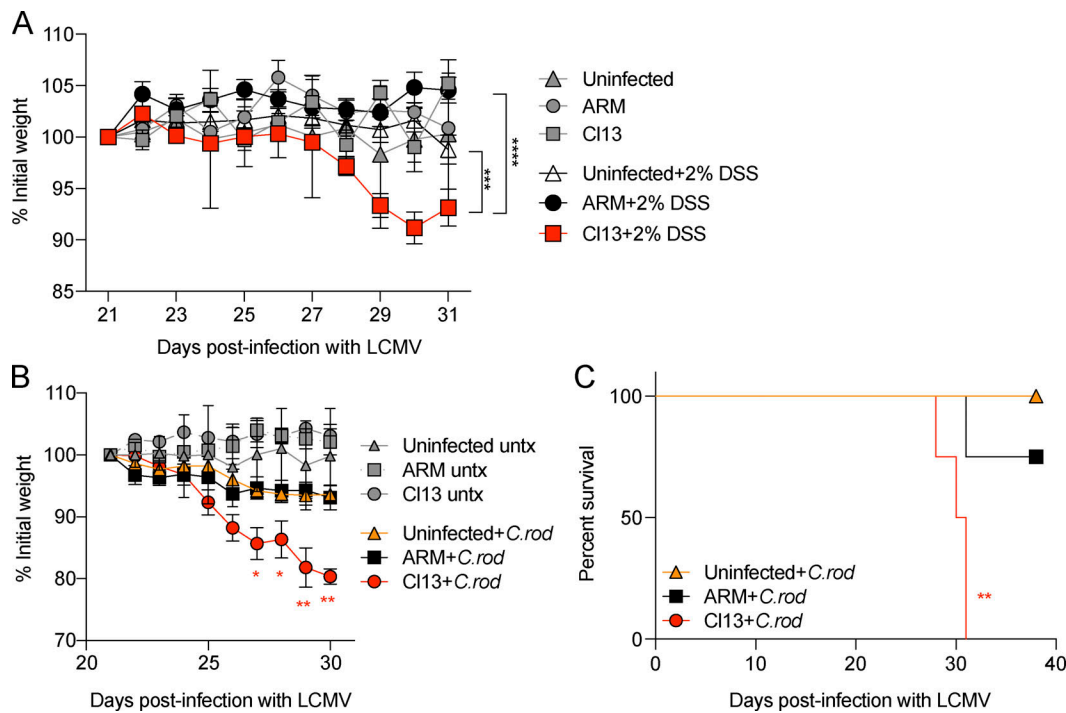 A
110
105
100
95
90
85
% Initial weight
21 23 25 27 29 31
Days post-infection with LCMV
***
****
Uninfected
ARM
Cl13
Uninfected+2% DSS
ARM+2% DSS
Cl13+2% DSS
B
110
100
90
80
70
% Initial weight
20 25 30
Days post-infection with LCMV
* * ** **
Uninfected untx
ARM untx
Cl13 untx
Uninfected+C.rod
ARM+C.rod
Cl13+C.rod
C
100
50
0
Percent survival
0 10 20 30 40
Days post-infection with LCMV
Uninfected+C.rod
ARM+C.rod
Cl13+C.rod
**